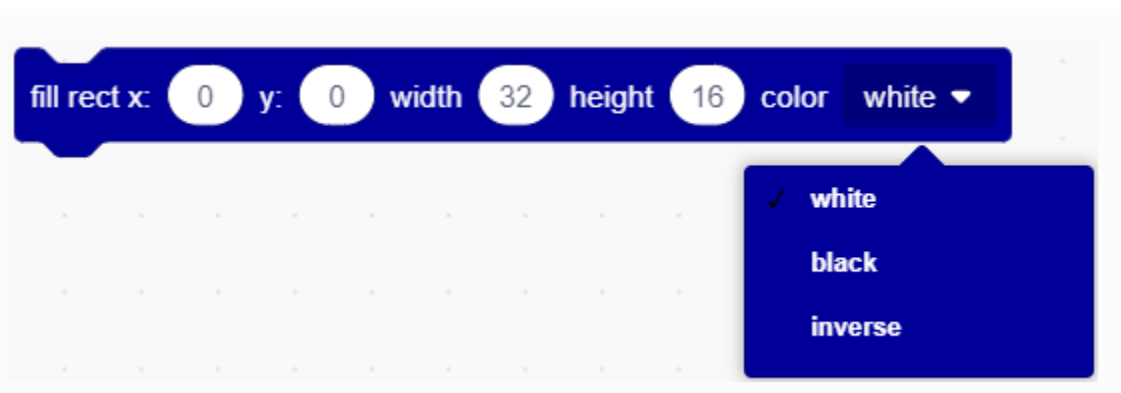 fill rect x: 0 y: 0 width 32 height 16 color white
white
black
inverse